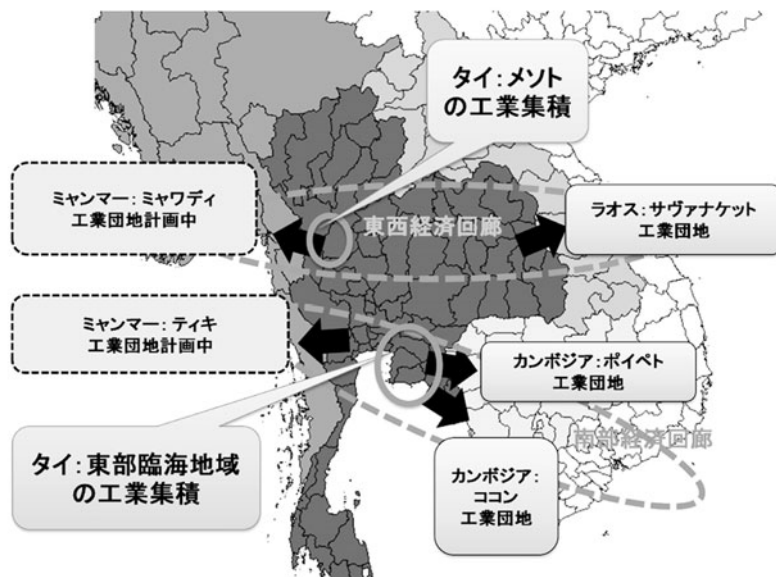 タイ：メソト
の工業集積
ミャンマー：ミャワディ
工業団地計画中
東西経済回廊
ラオス：サヴァナケット
工業団地
ミャンマー：ティキ
工業団地計画中
カンボジア：ポイペト
工業団地
タイ：東部臨海地域
の工業集積
南部経済回廊
カンボジア：
ココン
工業団地